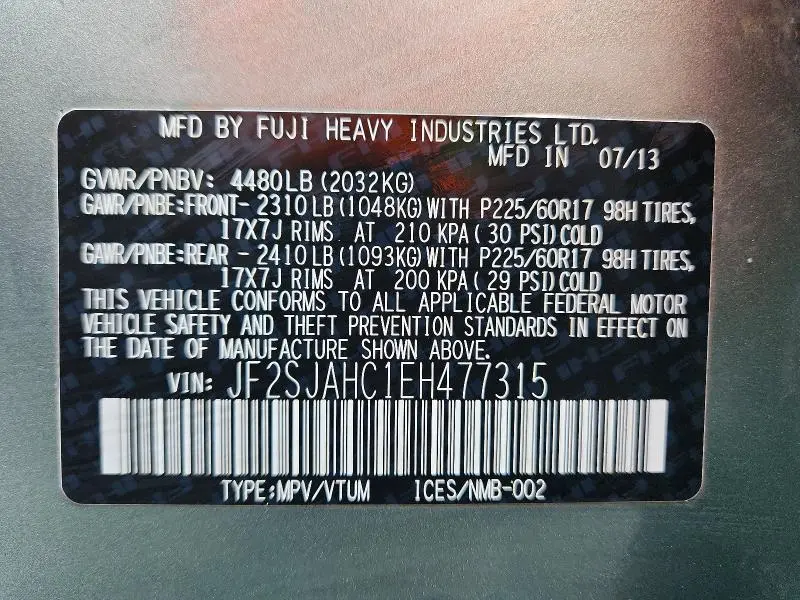 MFD BY FUJI HEAVY INDUSTRIES LTD.
MFD IN 07/13
GVWR/PNBV: 4480LB (2032KG)
GAWR/PNBE:FRONT- 2310LB (1048KG) WITH P225/60R17 98H TIRES,
17X7J RIMS AT 210 KPA ( 30 PSI) COLD
GAWR/PNBE:REAR - 2410LB (1093KG) WITH P225/60R17 98H TIRES,
17X7J RIMS AT 200 KPA ( 29 PSI) COLD
THIS VEHICLE CONFORMS TO ALL APPLICABLE FEDERAL MOTOR
VEHICLE SAFETY AND THEFT PREVENTION STANDARDS IN EFFECT ON
THE DATE OF MANUFACTURE SHOWN ABOVE.
VIN: JF2SJAHC1EH477315
TYPE:MPV/VTUM ICES/NMB-002